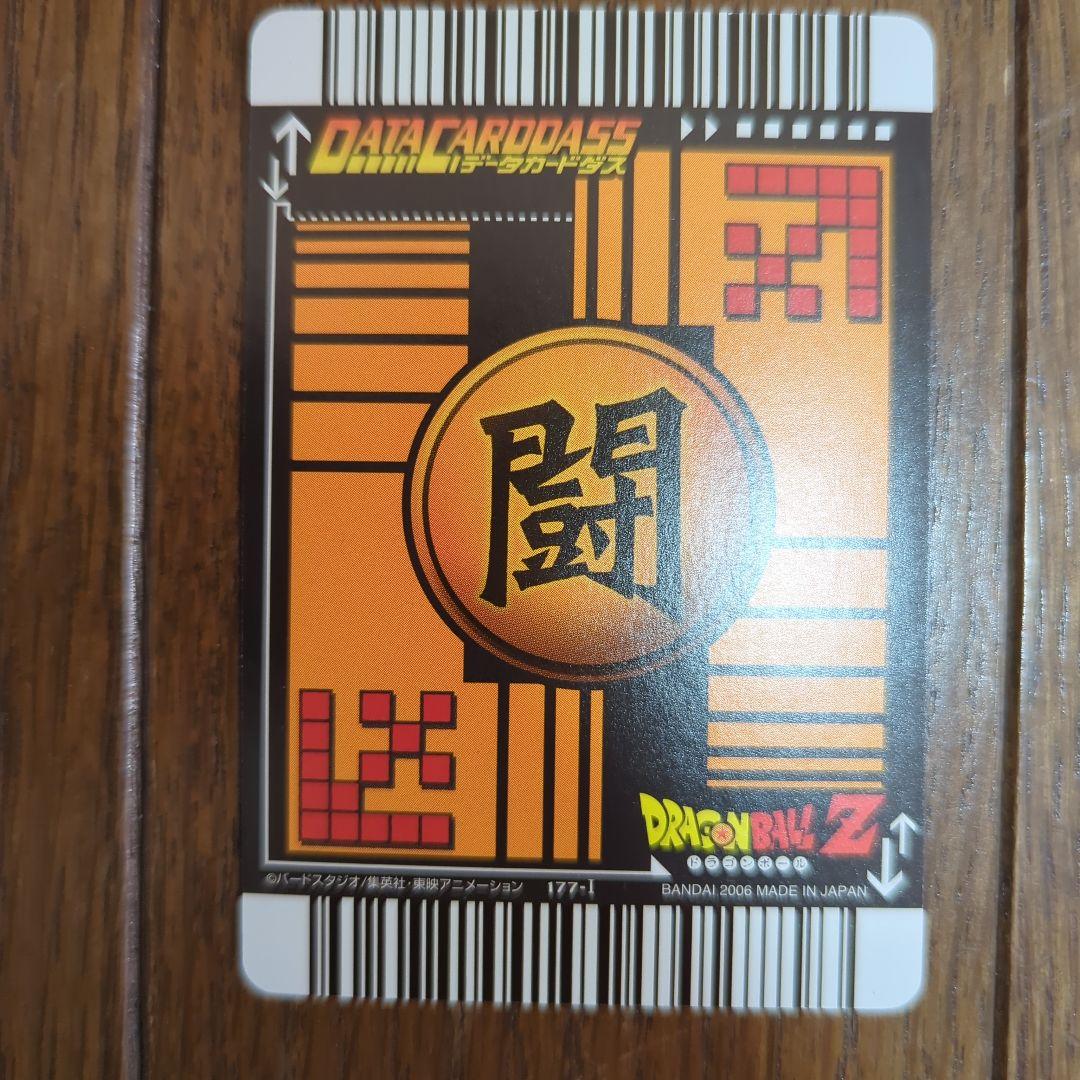 DATA CARDDASS
データカードダス
闘
DRAGON BALL Z
ドラゴンボール
©バードスタジオ/集英社・東映アニメーション 177-I BANDAI 2006 MADE IN JAPAN